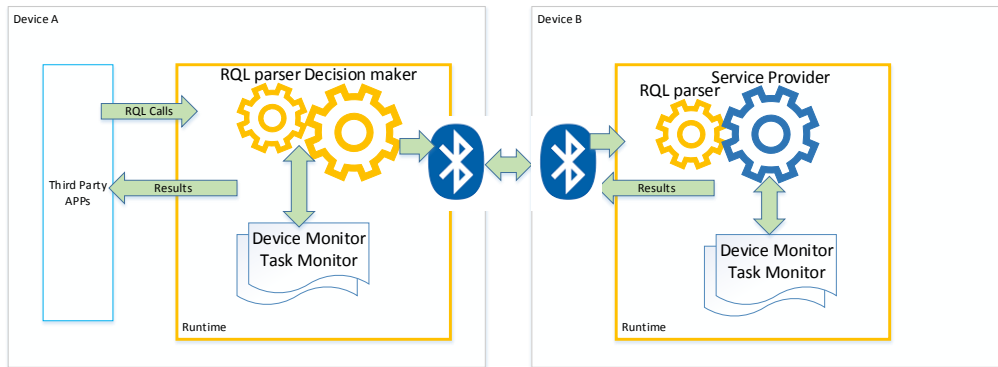 Device A
RQL parser Decision maker
RQL Calls
Third Party
APPs
Results
Device Monitor
Task Monitor
Runtime
Device B
Service Provider
RQL parser
Results
Device Monitor
Task Monitor
Runtime